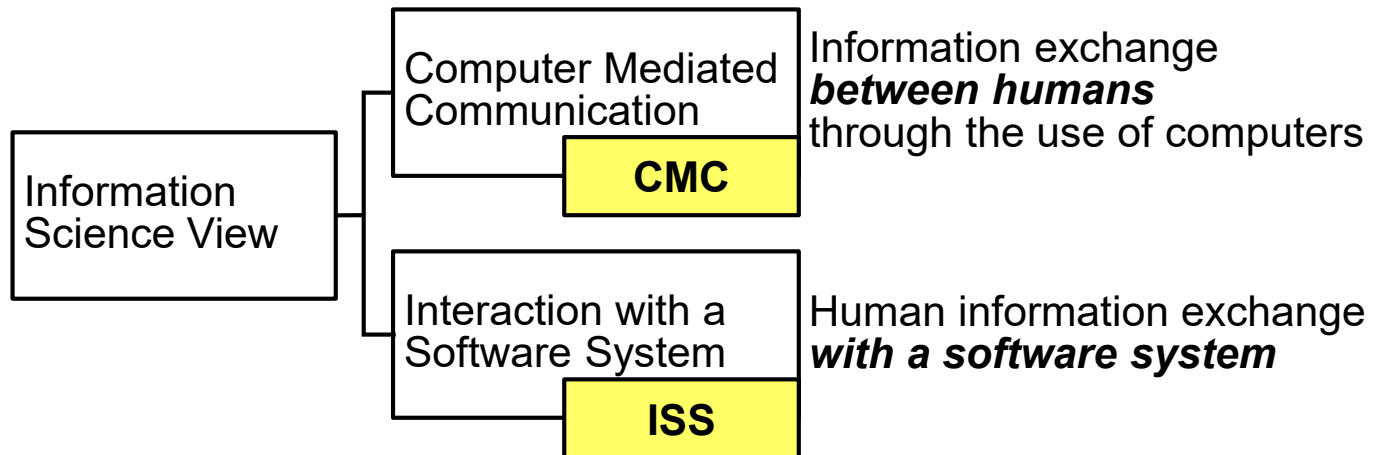 Information
Science View
Computer Mediated
Communication
CMC
Information exchange
between humans
through the use of computers
Interaction with a
Software System
ISS
Human information exchange
with a software system